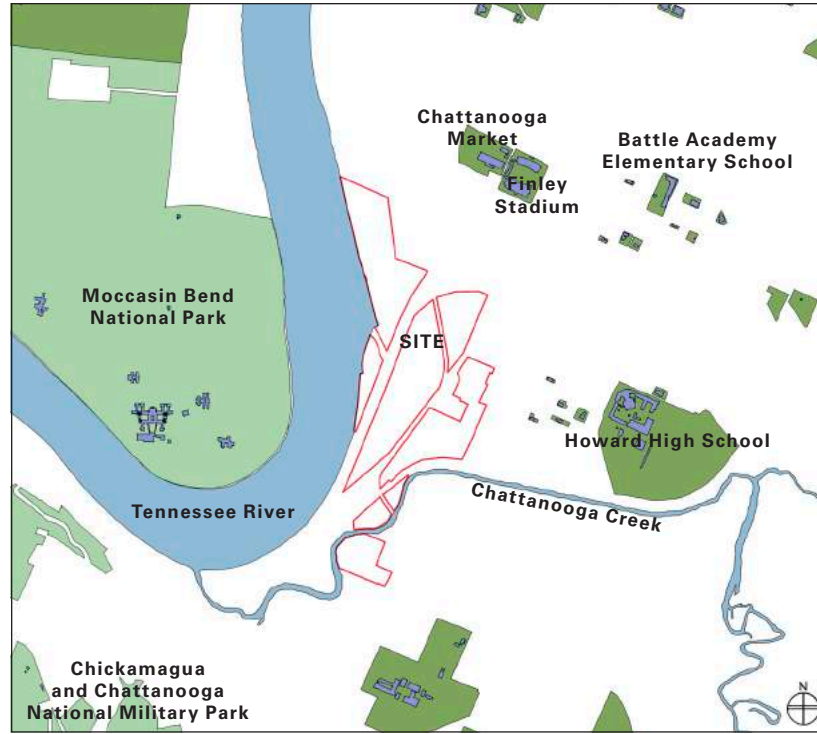 Chattanooga
Market
Finley
Stadium
Battle Academy
Elementary School
Moccasin Bend
National Park
SITE
Howard High School
Tennessee River
Chattanooga Creek
Chickamagua
and Chattanooga
National Military Park
N